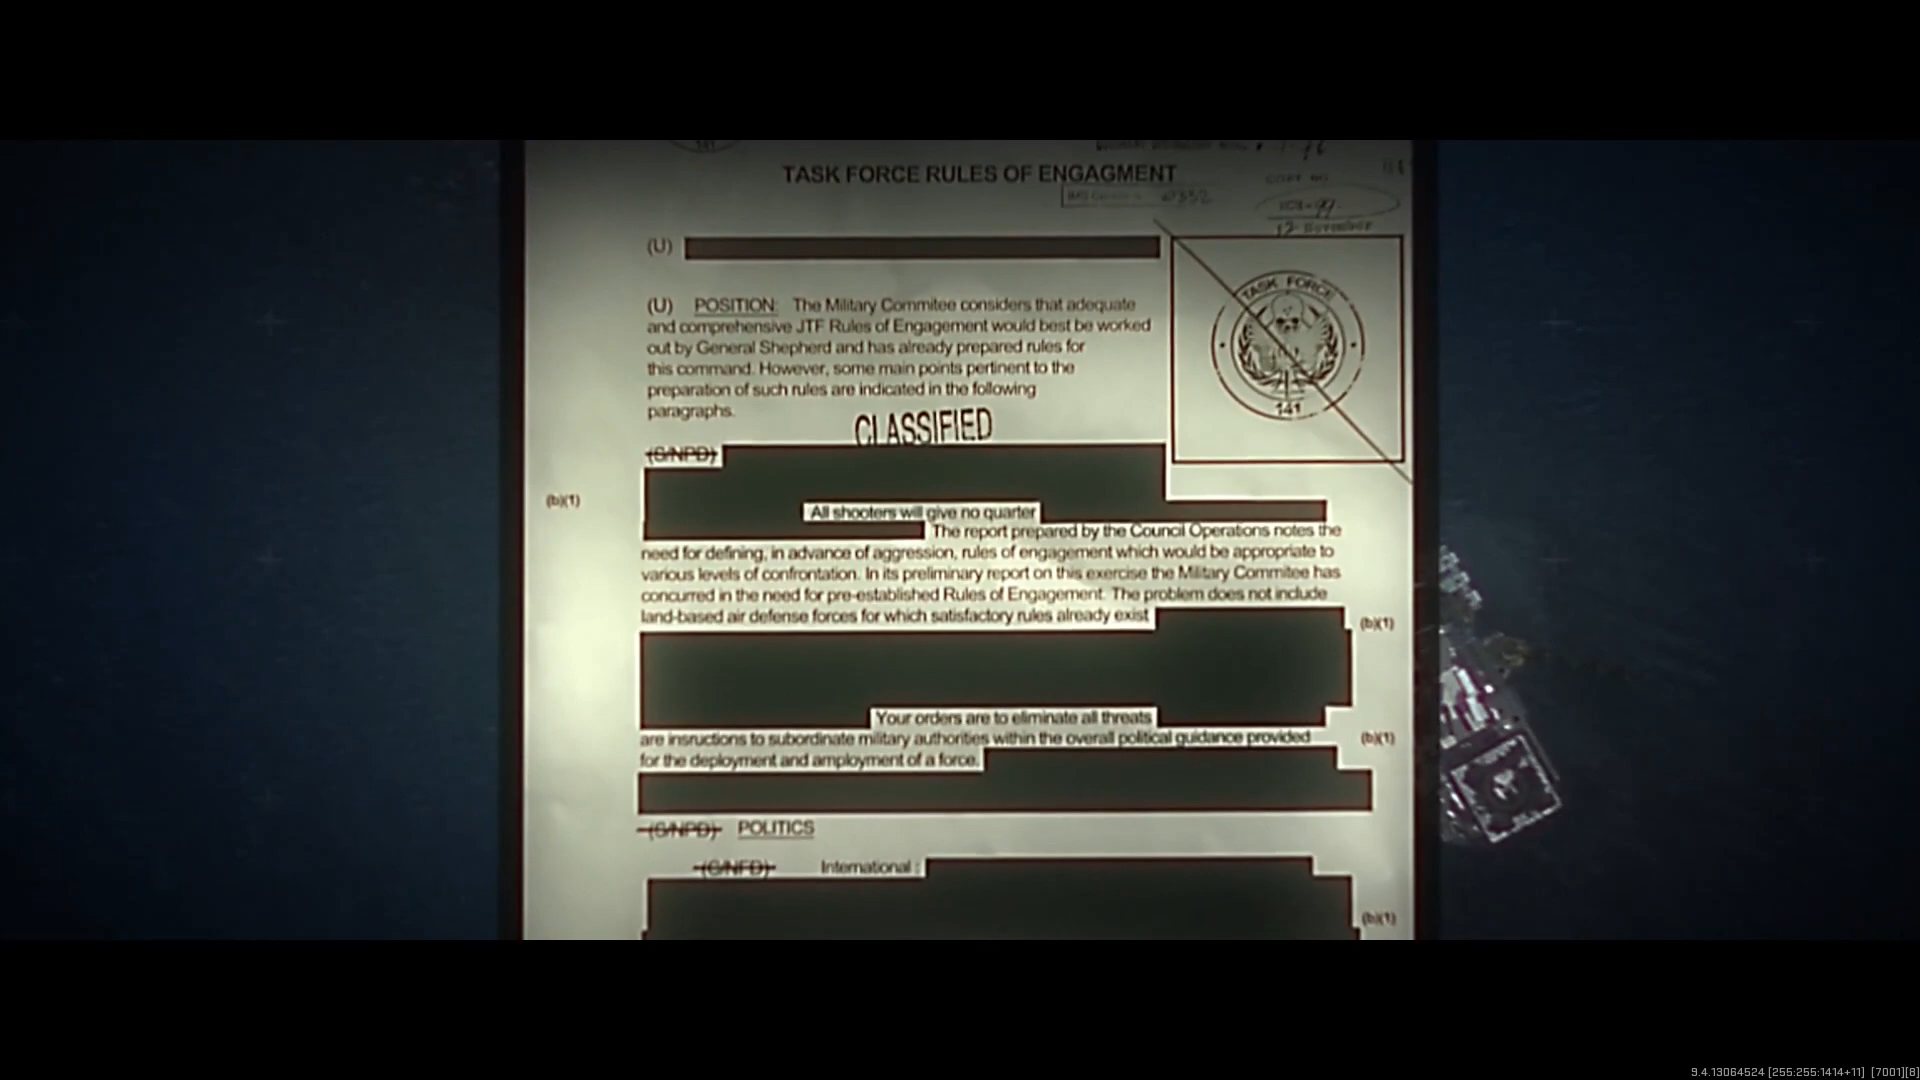 141
TASK FORCE RULES OF ENGAGMENT
12 November
(U)
TASK FORCE
141
(U) POSITION: The Military Commitee considers that adequate
and comprehensive JTF Rules of Engagement would best be worked
out by General Shepherd and has already prepared rules for
this command. However, some main points pertinent to the
preparation of such rules are indicated in the following
paragraphs.
CLASSIFIED
(S/NPD)
(b)(1)
All shooters will give no quarter
The report prepared by the Council Operations notes the
need for defining, in advance of aggression, rules of engagement which would be appropriate to
various levels of confrontation. In its preliminary report on this exercise the Military Commitee has
concurred in the need for pre-established Rules of Engagement. The problem does not include
land-based air defense forces for which satisfactory rules already exist
(b)(1)
Your orders are to eliminate all threats
are insructions to subordinate military authorities within the overall political guidance provided
(b)(1)
for the deployment and amployment of a force.
(S/NPD) POLITICS
(S/NFD) International :
(b)(1)
9.4.13064524 [255:255:1414+11] [7001][8]